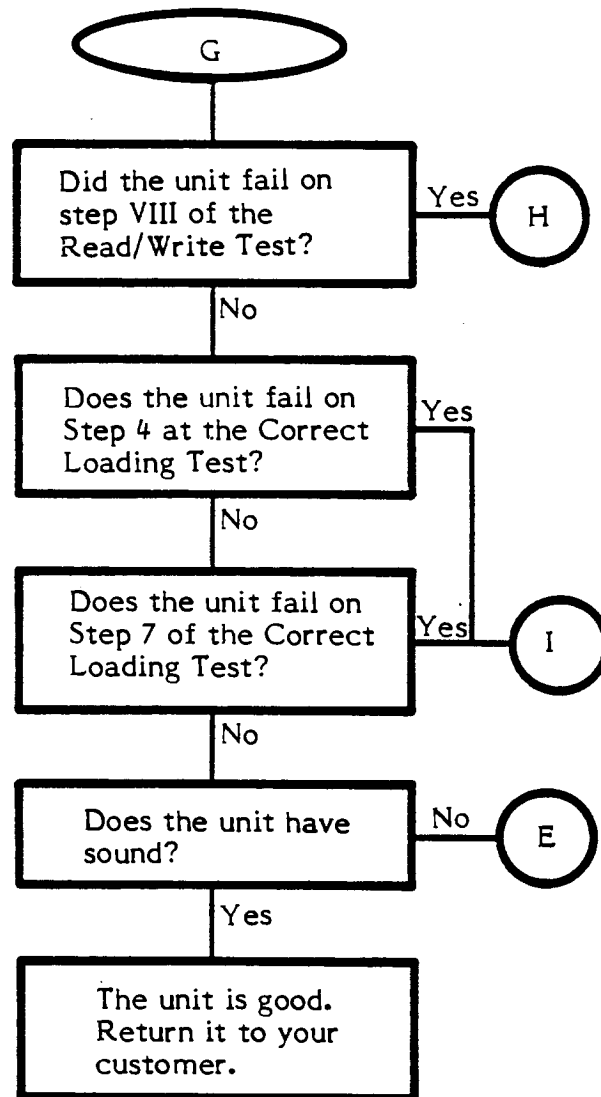 G
Did the unit fail on
step VIII of the
Read/Write Test?
Yes
H
No
Does the unit fail on
Step 4 at the Correct
Loading Test?
Yes
No
Does the unit fail on
Step 7 of the Correct
Loading Test?
Yes
I
No
Does the unit have
sound?
No
E
Yes
The unit is good.
Return it to your
customer.